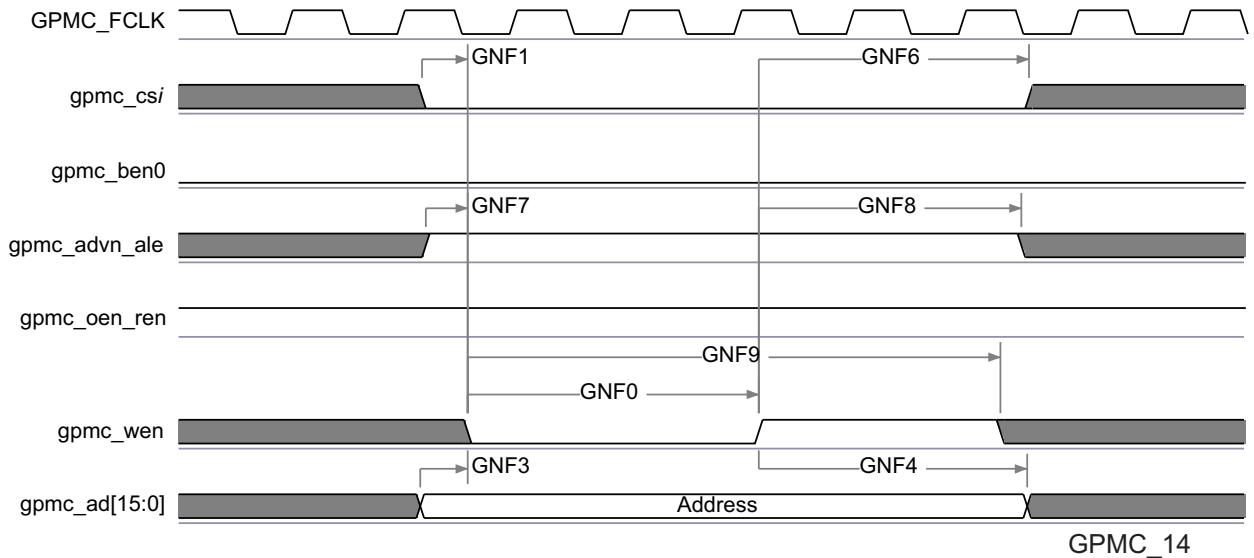 GPMC_FCLK
GNF1
GNF6
gpmc_csi
gpmc_ben0
GNF7
GNF8
gpmc_advn_ale
gpmc_oen_ren
GNF9
GNF0
gpmc_wen
GNF3
GNF4
gpmc_ad[15:0]
Address
GPMC_14